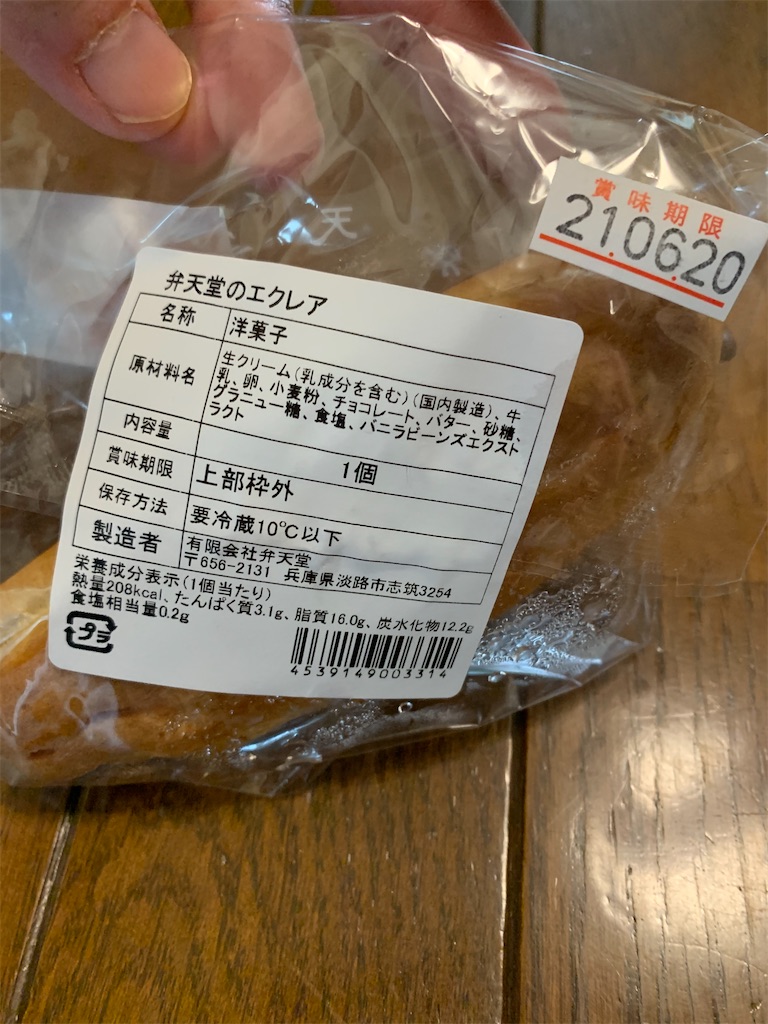 天
賞味期限
21.06.20
弁天堂のエクレア
名称 洋菓子
原材料名 生クリーム(乳成分を含む)(国内製造)、牛
乳、卵、小麦粉、チョコレート、バター、砂糖、
グラニュー糖、食塩、バニラビーンズエクスト
ラクト
内容量 1個
賞味期限 上部枠外
保存方法 要冷蔵10℃以下
製造者 有限会社弁天堂
〒656-2131 兵庫県淡路市志筑3254
栄養成分表示(1個当たり)
熱量208kcal、たんぱく質3.1g、脂質16.0g、炭水化物12.2g
食塩相当量0.2g
プラ
4539149003314